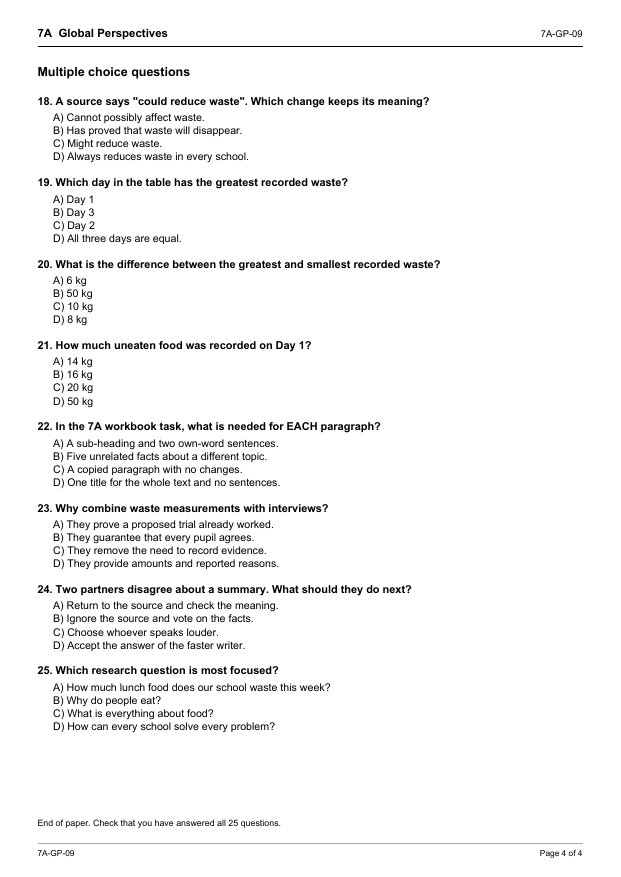 7A Global Perspectives
7A-GP-09
Multiple choice questions
18. A source says "could reduce waste". Which change keeps its meaning?
A) Cannot possibly affect waste.
B) Has proved that waste will disappear.
C) Might reduce waste.
D) Always reduces waste in every school.
19. Which day in the table has the greatest recorded waste?
A) Day 1
B) Day 3
C) Day 2
D) All three days are equal.
20. What is the difference between the greatest and smallest recorded waste?
A) 6 kg
B) 50 kg
C) 10 kg
D) 8 kg
21. How much uneaten food was recorded on Day 1?
A) 14 kg
B) 16 kg
C) 20 kg
D) 50 kg
22. In the 7A workbook task, what is needed for EACH paragraph?
A) A sub-heading and two own-word sentences.
B) Five unrelated facts about a different topic.
C) A copied paragraph with no changes.
D) One title for the whole text and no sentences.
23. Why combine waste measurements with interviews?
A) They prove a proposed trial already worked.
B) They guarantee that every pupil agrees.
C) They remove the need to record evidence.
D) They provide amounts and reported reasons.
24. Two partners disagree about a summary. What should they do next?
A) Return to the source and check the meaning.
B) Ignore the source and vote on the facts.
C) Choose whoever speaks louder.
D) Accept the answer of the faster writer.
25. Which research question is most focused?
A) How much lunch food does our school waste this week?
B) Why do people eat?
C) What is everything about food?
D) How can every school solve every problem?
End of paper. Check that you have answered all 25 questions.
7A-GP-09
Page 4 of 4